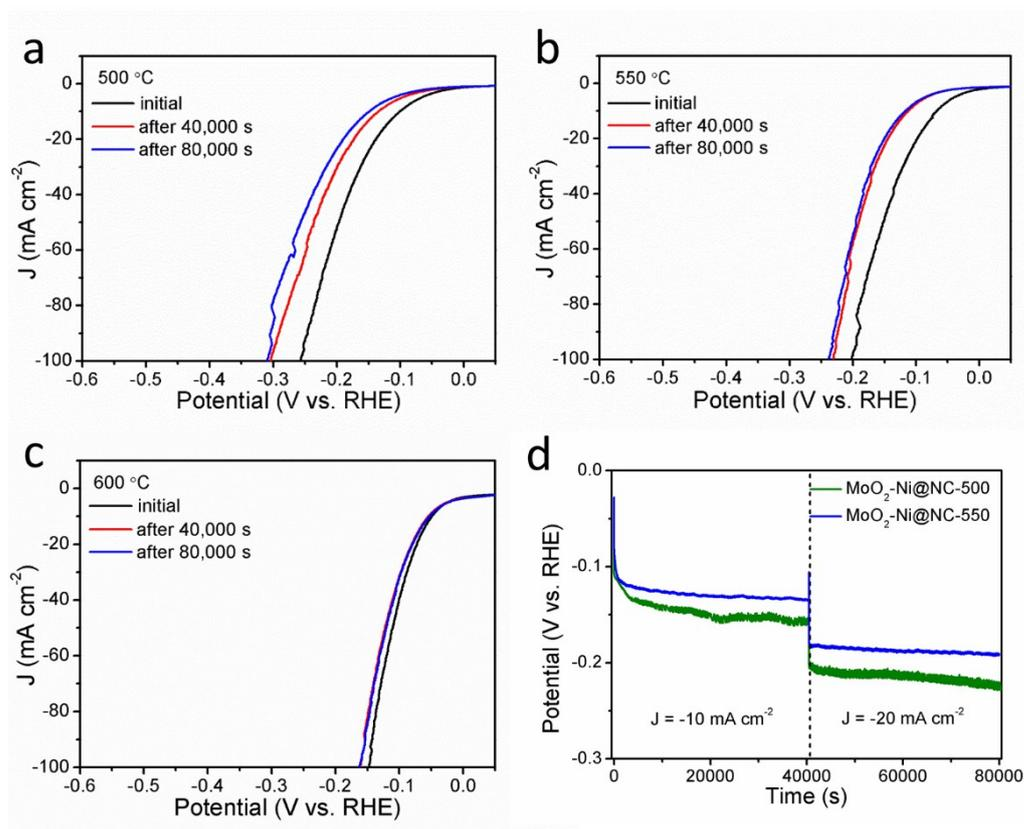 a
500 °C
initial
after 40,000 s
after 80,000 s
0
-20
-40
-60
-80
-100
J (mA cm⁻²)
-0.6 -0.5 -0.4 -0.3 -0.2 -0.1 0.0
Potential (V vs. RHE)
b
550 °C
initial
after 40,000 s
after 80,000 s
0
-20
-40
-60
-80
-100
J (mA cm⁻²)
-0.6 -0.5 -0.4 -0.3 -0.2 -0.1 0.0
Potential (V vs. RHE)
c
600 °C
initial
after 40,000 s
after 80,000 s
0
-20
-40
-60
-80
-100
J (mA cm⁻²)
-0.6 -0.5 -0.4 -0.3 -0.2 -0.1 0.0
Potential (V vs. RHE)
d
MoO₂-Ni@NC-500
MoO₂-Ni@NC-550
0.0
-0.1
-0.2
-0.3
Potential (V vs. RHE)
J = -10 mA cm⁻² J = -20 mA cm⁻²
0 20000 40000 60000 80000
Time (s)